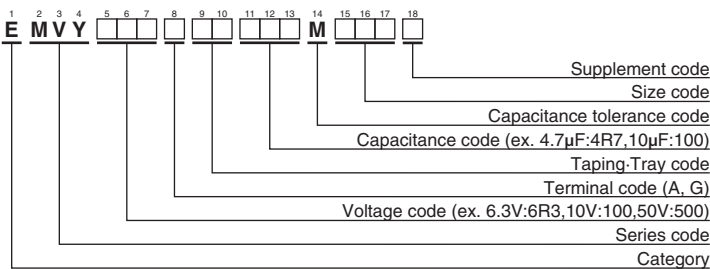 1 2 3 4 5 6 7 8 9 10 11 12 13 14 15 16 17 18
E M V Y M
Supplement code
Size code
Capacitance tolerance code
Capacitance code (ex. 4.7μF:4R7,10μF:100)
Taping·Tray code
Terminal code (A, G)
Voltage code (ex. 6.3V:6R3,10V:100,50V:500)
Series code
Category